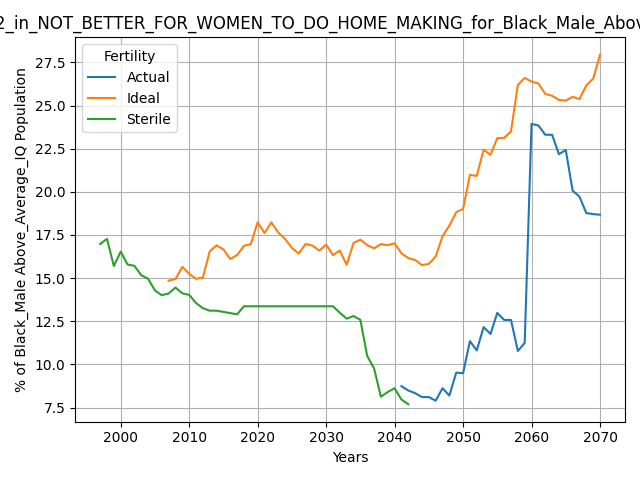 2_in_NOT_BETTER_FOR_WOMEN_TO_DO_HOME_MAKING_for_Black_Male_Abov
Fertility
Actual
Ideal
Sterile
% of Black_Male Above_Average_IQ Population
27.5
25.0
22.5
20.0
17.5
15.0
12.5
10.0
7.5
2000 2010 2020 2030 2040 2050 2060 2070
Years